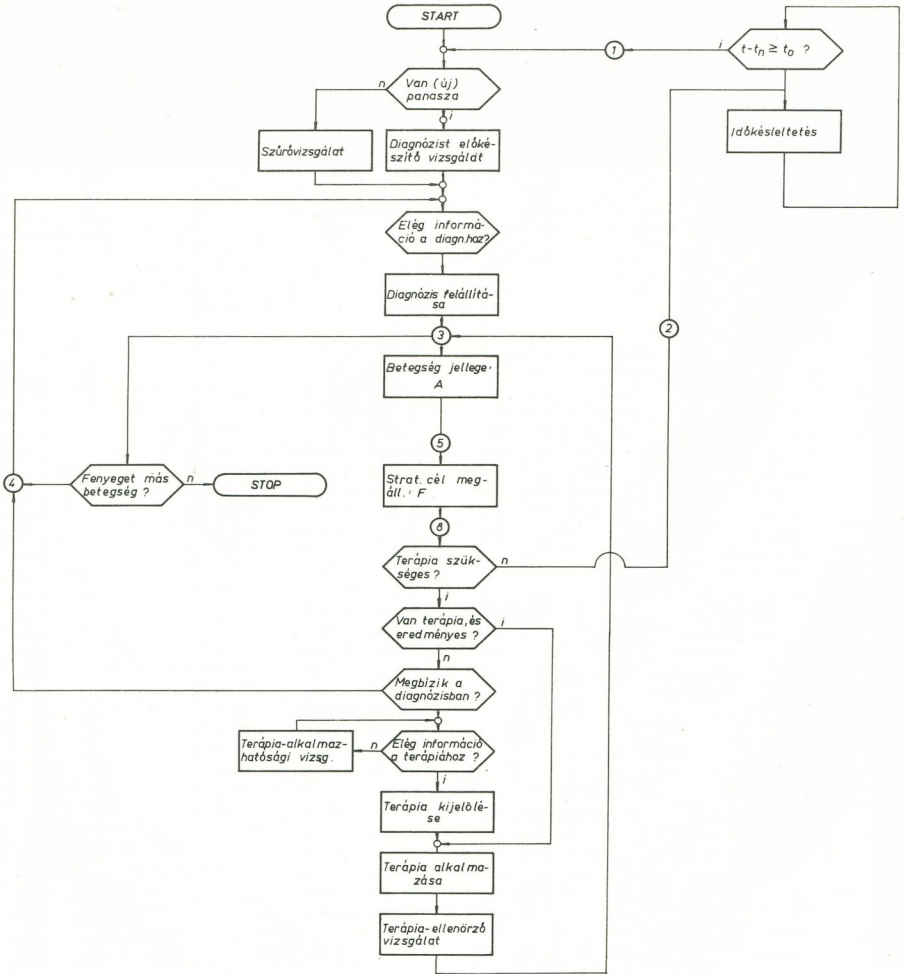 START
1
i
t-tₙ ≥ t₀ ?
n
Van (új)
panasza
i
Időkésleltetés
Szűróvizsgálat
Diagnózist előké-
szítő vizsgáldt
Elég informá-
ció a diagn.hoz?
Diagnózis felállítá-
sa
3
2
Betegség jellege:
A
5
4
Fenyeget más
betegség ?
n
STOP
Strat. cél meg-
áll.: F
6
Terápia szük-
séges ?
n
i
Van terápia, és
eredményes ?
i
n
Megbízik a
diagnózisban ?
Terápia-alkalmaz-
hatósági vizsg.
n
Elég információ
a terápiához ?
i
Terápia kijelölé-
se
Terápia alkalma-
zása
Terápia-ellenörző
vizsgálat